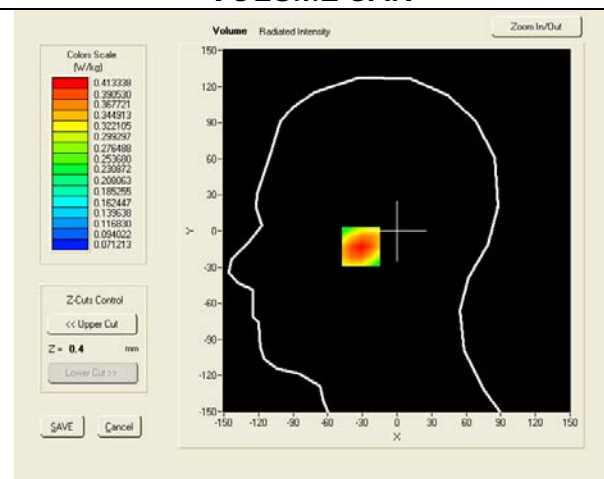 Volume Radiated Intensity
Zoom In/Out
Colors Scale
(W/kg)
0.413338
0.390530
0.367721
0.344913
0.322105
0.299297
0.276488
0.253680
0.230872
0.208063
0.185255
0.162447
0.139638
0.116830
0.094022
0.071213
Z-Cuts Control
<< Upper Cut
Z = 0.4 mm
Lower Cut >>
SAVE Cancel
150
120
90
60
30
0
-30
-60
-90
-120
-150
Y
-150 -120 -90 -60 -30 0 30 60 90 120 150
X